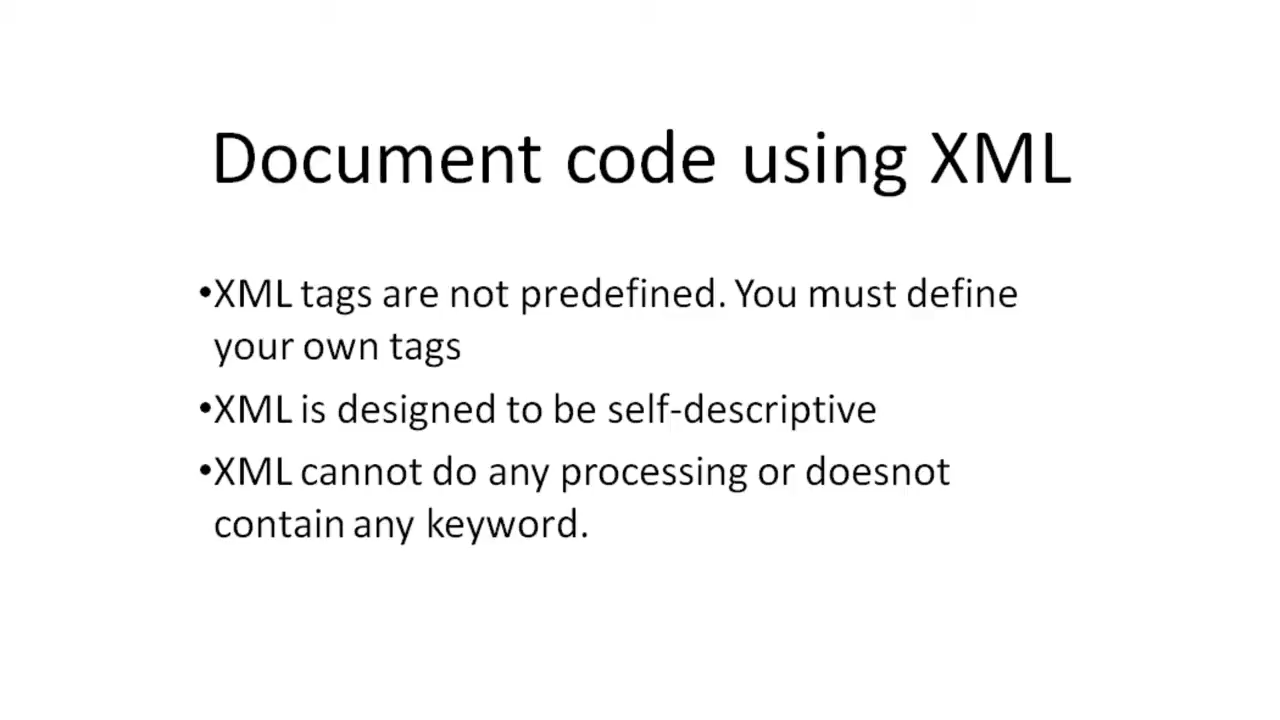 Document code using XML
•XML tags are not predefined. You must define
your own tags
•XML is designed to be self-descriptive
•XML cannot do any processing or doesnot
contain any keyword.